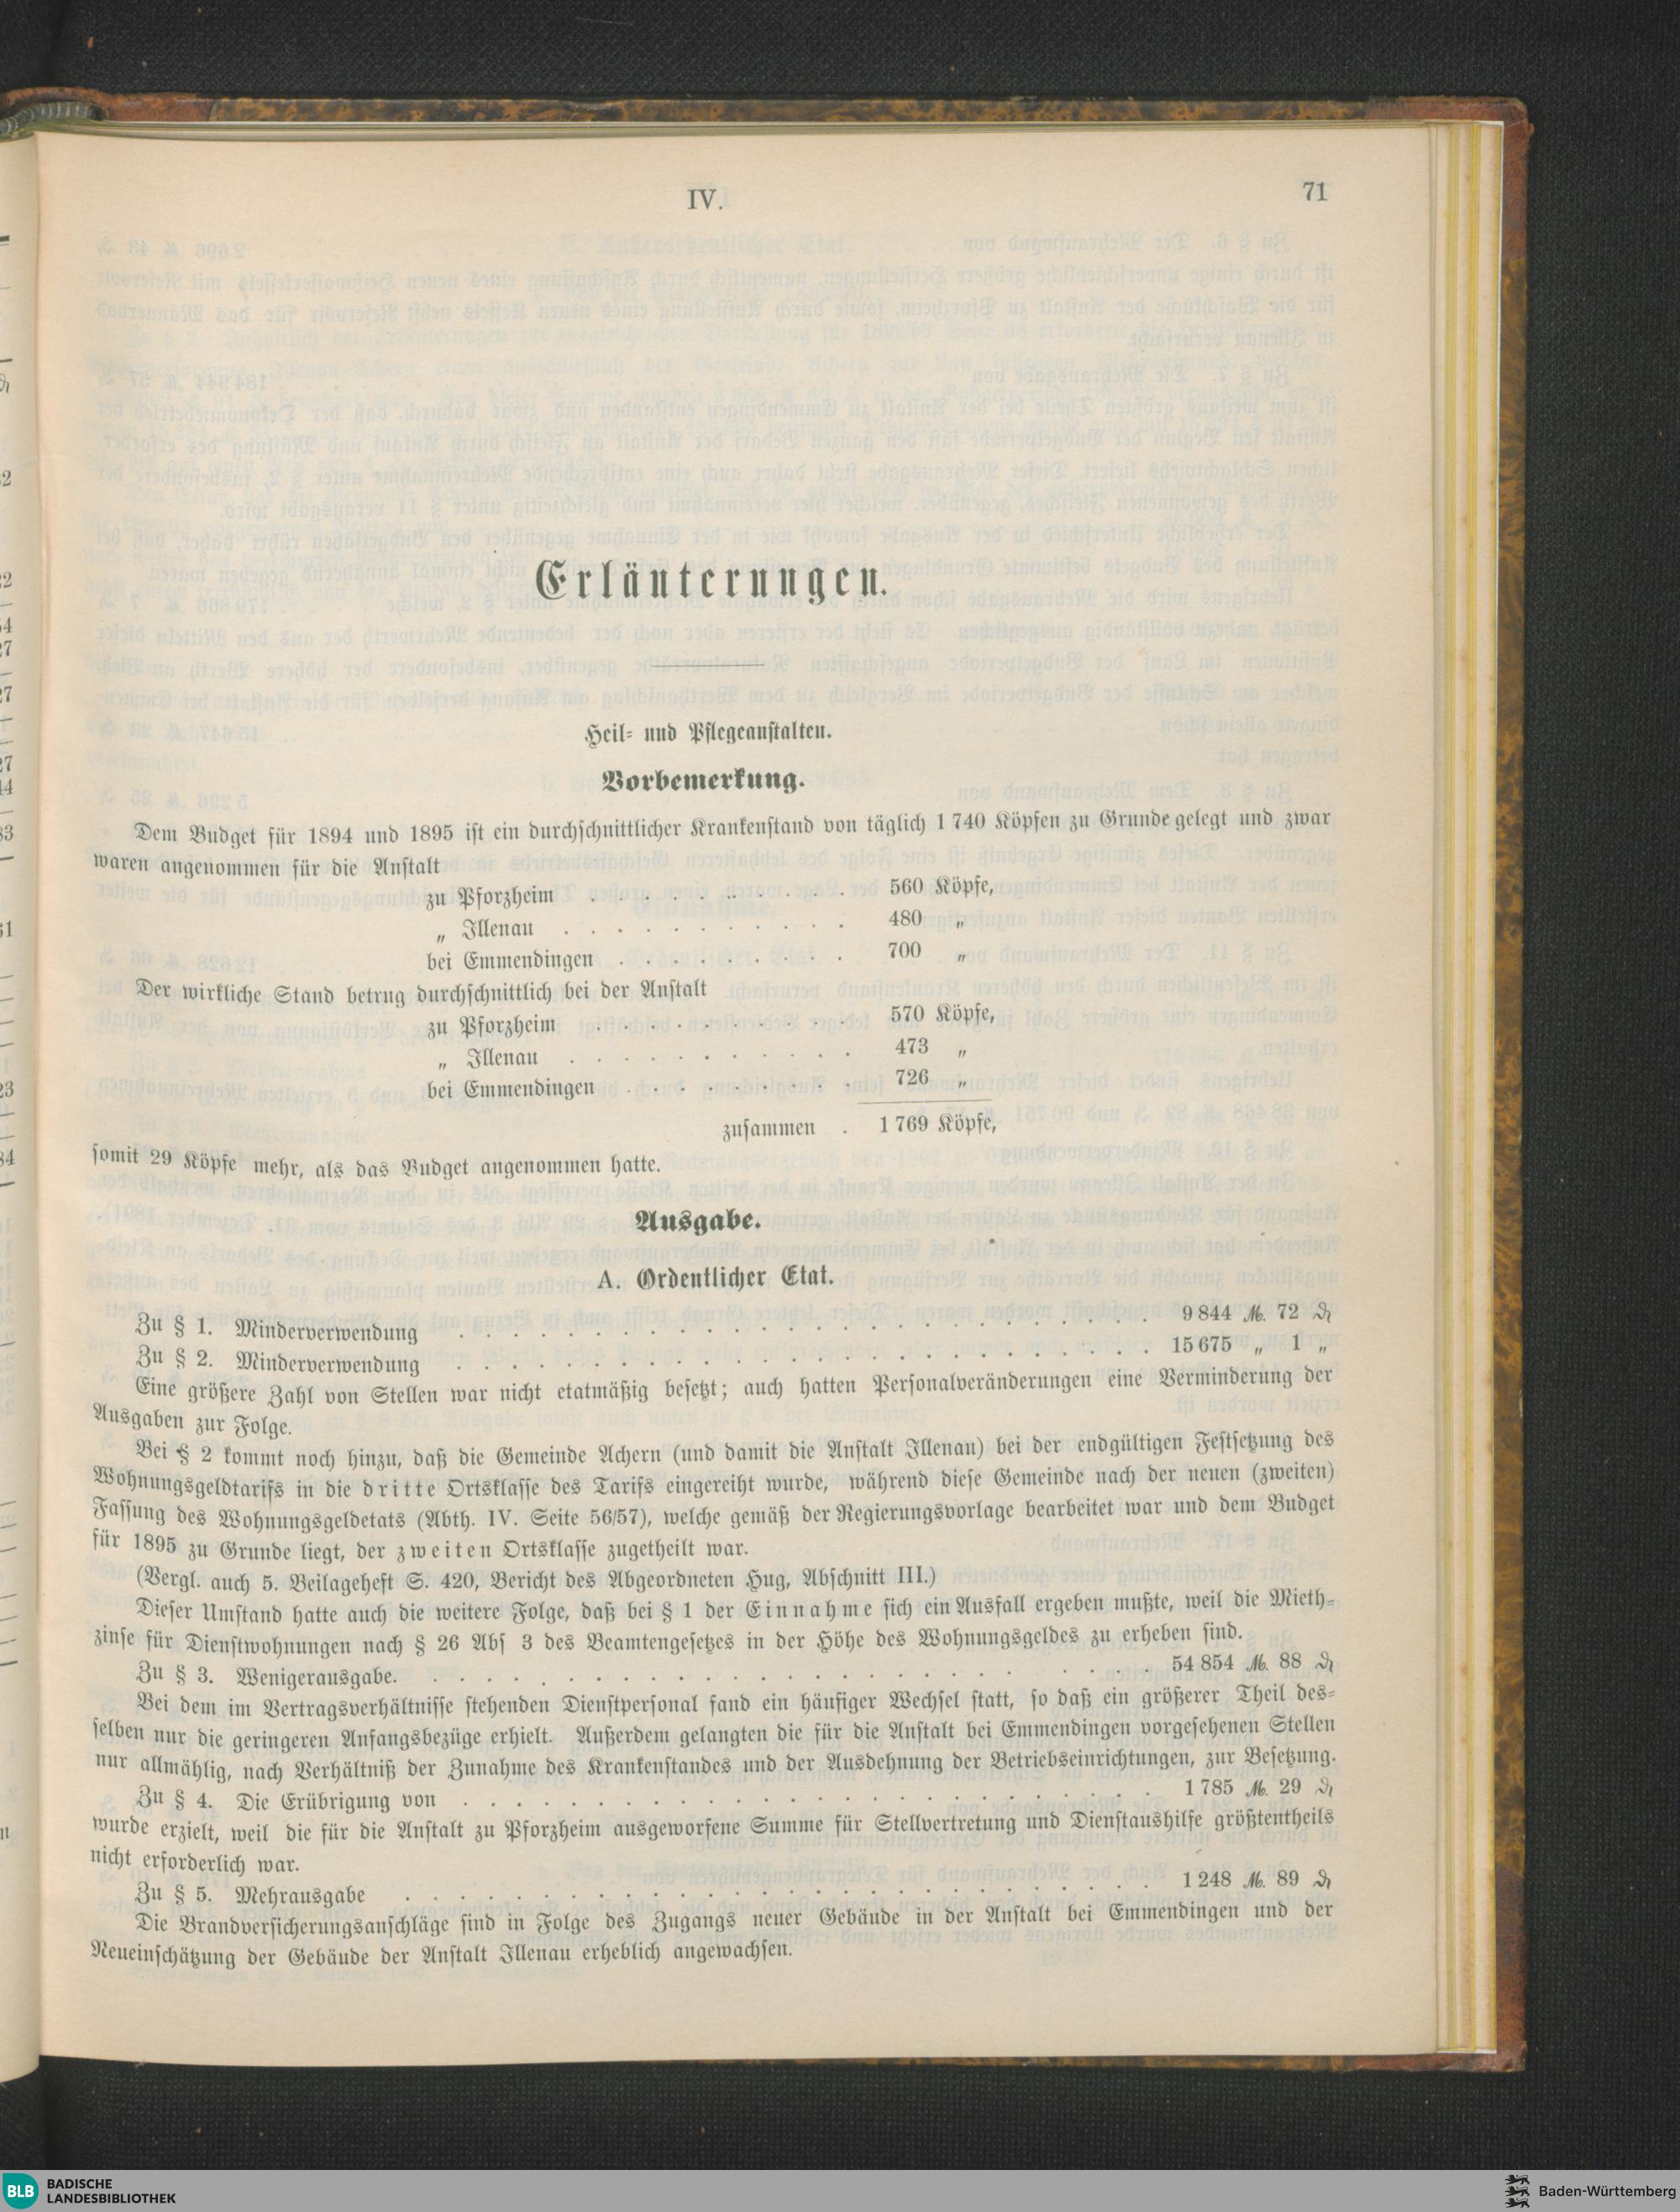 IV.
71
Erläuterungen.
Heil- und Pflegeanstalten.
Vorbemerkung.
Dem Budget für 1894 und 1895 ist ein durchschnittlicher Krankenstand von täglich 1 740 Köpfen zu Grunde gelegt und zwar
waren angenommen für die Anstalt
zu Pforzheim . . . . . . . . . . 560 Köpfe,
„ Illenau . . . . . . . . . . . 480 „
bei Emmendingen . . . . . . . . . 700 „
Der wirkliche Stand betrug durchschnittlich bei der Anstalt
zu Pforzheim . . . . . . . . . . 570 Köpfe,
„ Illenau . . . . . . . . . . . 473 „
bei Emmendingen . . . . . . . . . 726 „
zusammen . 1 769 Köpfe,
somit 29 Köpfe mehr, als das Budget angenommen hatte.
Ausgabe.
A. Ordentlicher Etat.
Zu § 1. Minderverwendung . . . . . . . . . . . . . . . . . . . . . . . . . . 9 844 ℳ. 72 ₰
Zu § 2. Minderverwendung . . . . . . . . . . . . . . . . . . . . . . . . . . 15 675 „ 1 „
Eine größere Zahl von Stellen war nicht etatmäßig besetzt; auch hatten Personalveränderungen eine Verminderung der
Ausgaben zur Folge.
Bei § 2 kommt noch hinzu, daß die Gemeinde Achern (und damit die Anstalt Illenau) bei der endgültigen Festsetzung des
Wohnungsgeldtarifs in die dritte Ortsklasse des Tarifs eingereiht wurde, während diese Gemeinde nach der neuen (zweiten)
Fassung des Wohnungsgeldetats (Abth. IV. Seite 56/57), welche gemäß der Regierungsvorlage bearbeitet war und dem Budget
für 1895 zu Grunde liegt, der zweiten Ortsklasse zugetheilt war.
(Vergl. auch 5. Beilageheft S. 420, Bericht des Abgeordneten Hug, Abschnitt III.)
Dieser Umstand hatte auch die weitere Folge, daß bei § 1 der Einnahme sich ein Ausfall ergeben mußte, weil die Mieth-
zinse für Dienstwohnungen nach § 26 Abs 3 des Beamtengesetzes in der Höhe des Wohnungsgeldes zu erheben sind.
Zu § 3. Wenigerausgabe. . . . . . . . . . . . . . . . . . . . . . . . . . . 54 854 ℳ. 88 ₰
Bei dem im Vertragsverhältnisse stehenden Dienstpersonal fand ein häufiger Wechsel statt, so daß ein größerer Theil des-
selben nur die geringeren Anfangsbezüge erhielt. Außerdem gelangten die für die Anstalt bei Emmendingen vorgesehenen Stellen
nur allmählig, nach Verhältniß der Zunahme des Krankenstandes und der Ausdehnung der Betriebseinrichtungen, zur Besetzung.
Zu § 4. Die Erübrigung von . . . . . . . . . . . . . . . . . . . . . . . . . . 1 785 ℳ. 29 ₰
wurde erzielt, weil die für die Anstalt zu Pforzheim ausgeworfene Summe für Stellvertretung und Dienstaushilfe größtentheils
nicht erforderlich war.
Zu § 5. Mehrausgabe . . . . . . . . . . . . . . . . . . . . . . . . . . . . 1 248 ℳ. 89 ₰
Die Brandversicherungsanschläge sind in Folge des Zugangs neuer Gebäude in der Anstalt bei Emmendingen und der
Neueinschätzung der Gebäude der Anstalt Illenau erheblich angewachsen.
BLB BADISCHE
LANDESBIBLIOTHEK
Baden-Württemberg